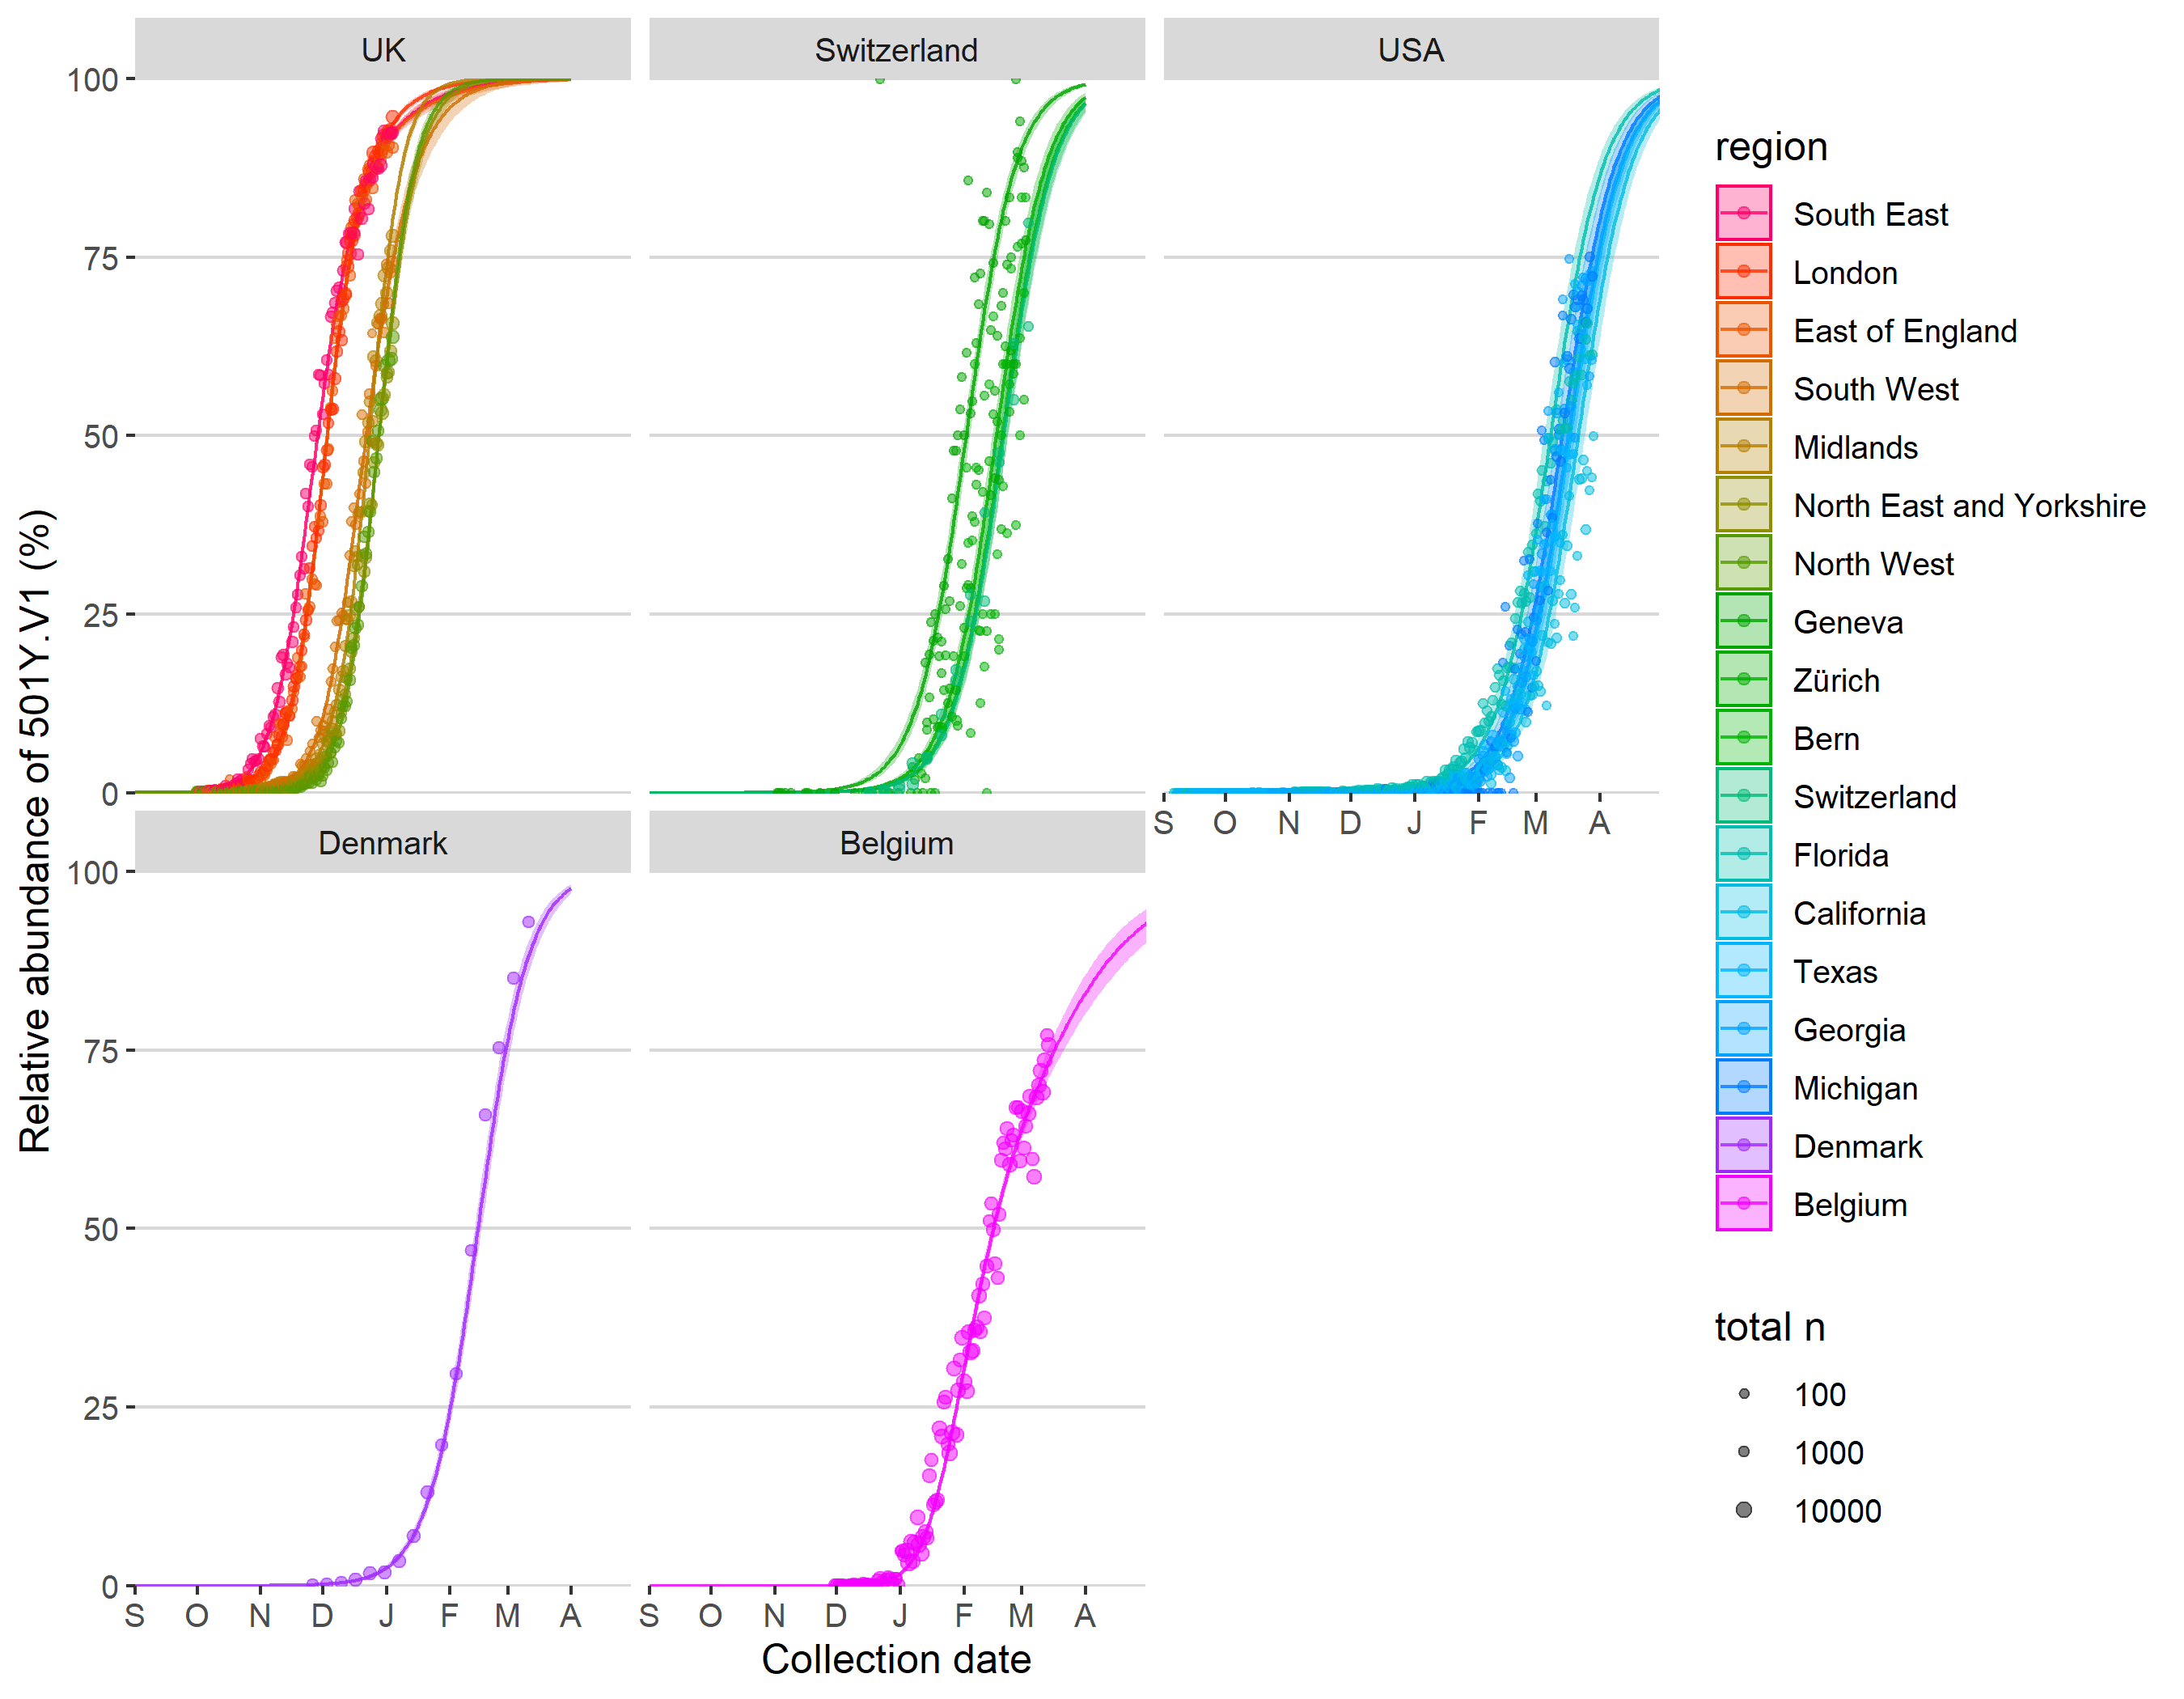 UK
Switzerland
USA
100
75
50
25
0
S O N D J F M A
Denmark
Belgium
100
75
50
25
0
S O N D J F M A
S O N D J F M A
Collection date
Relative abundance of 501Y.V1 (%)
region
South East
London
East of England
South West
Midlands
North East and Yorkshire
North West
Geneva
Zürich
Bern
Switzerland
Florida
California
Texas
Georgia
Michigan
Denmark
Belgium
total n
100
1000
10000